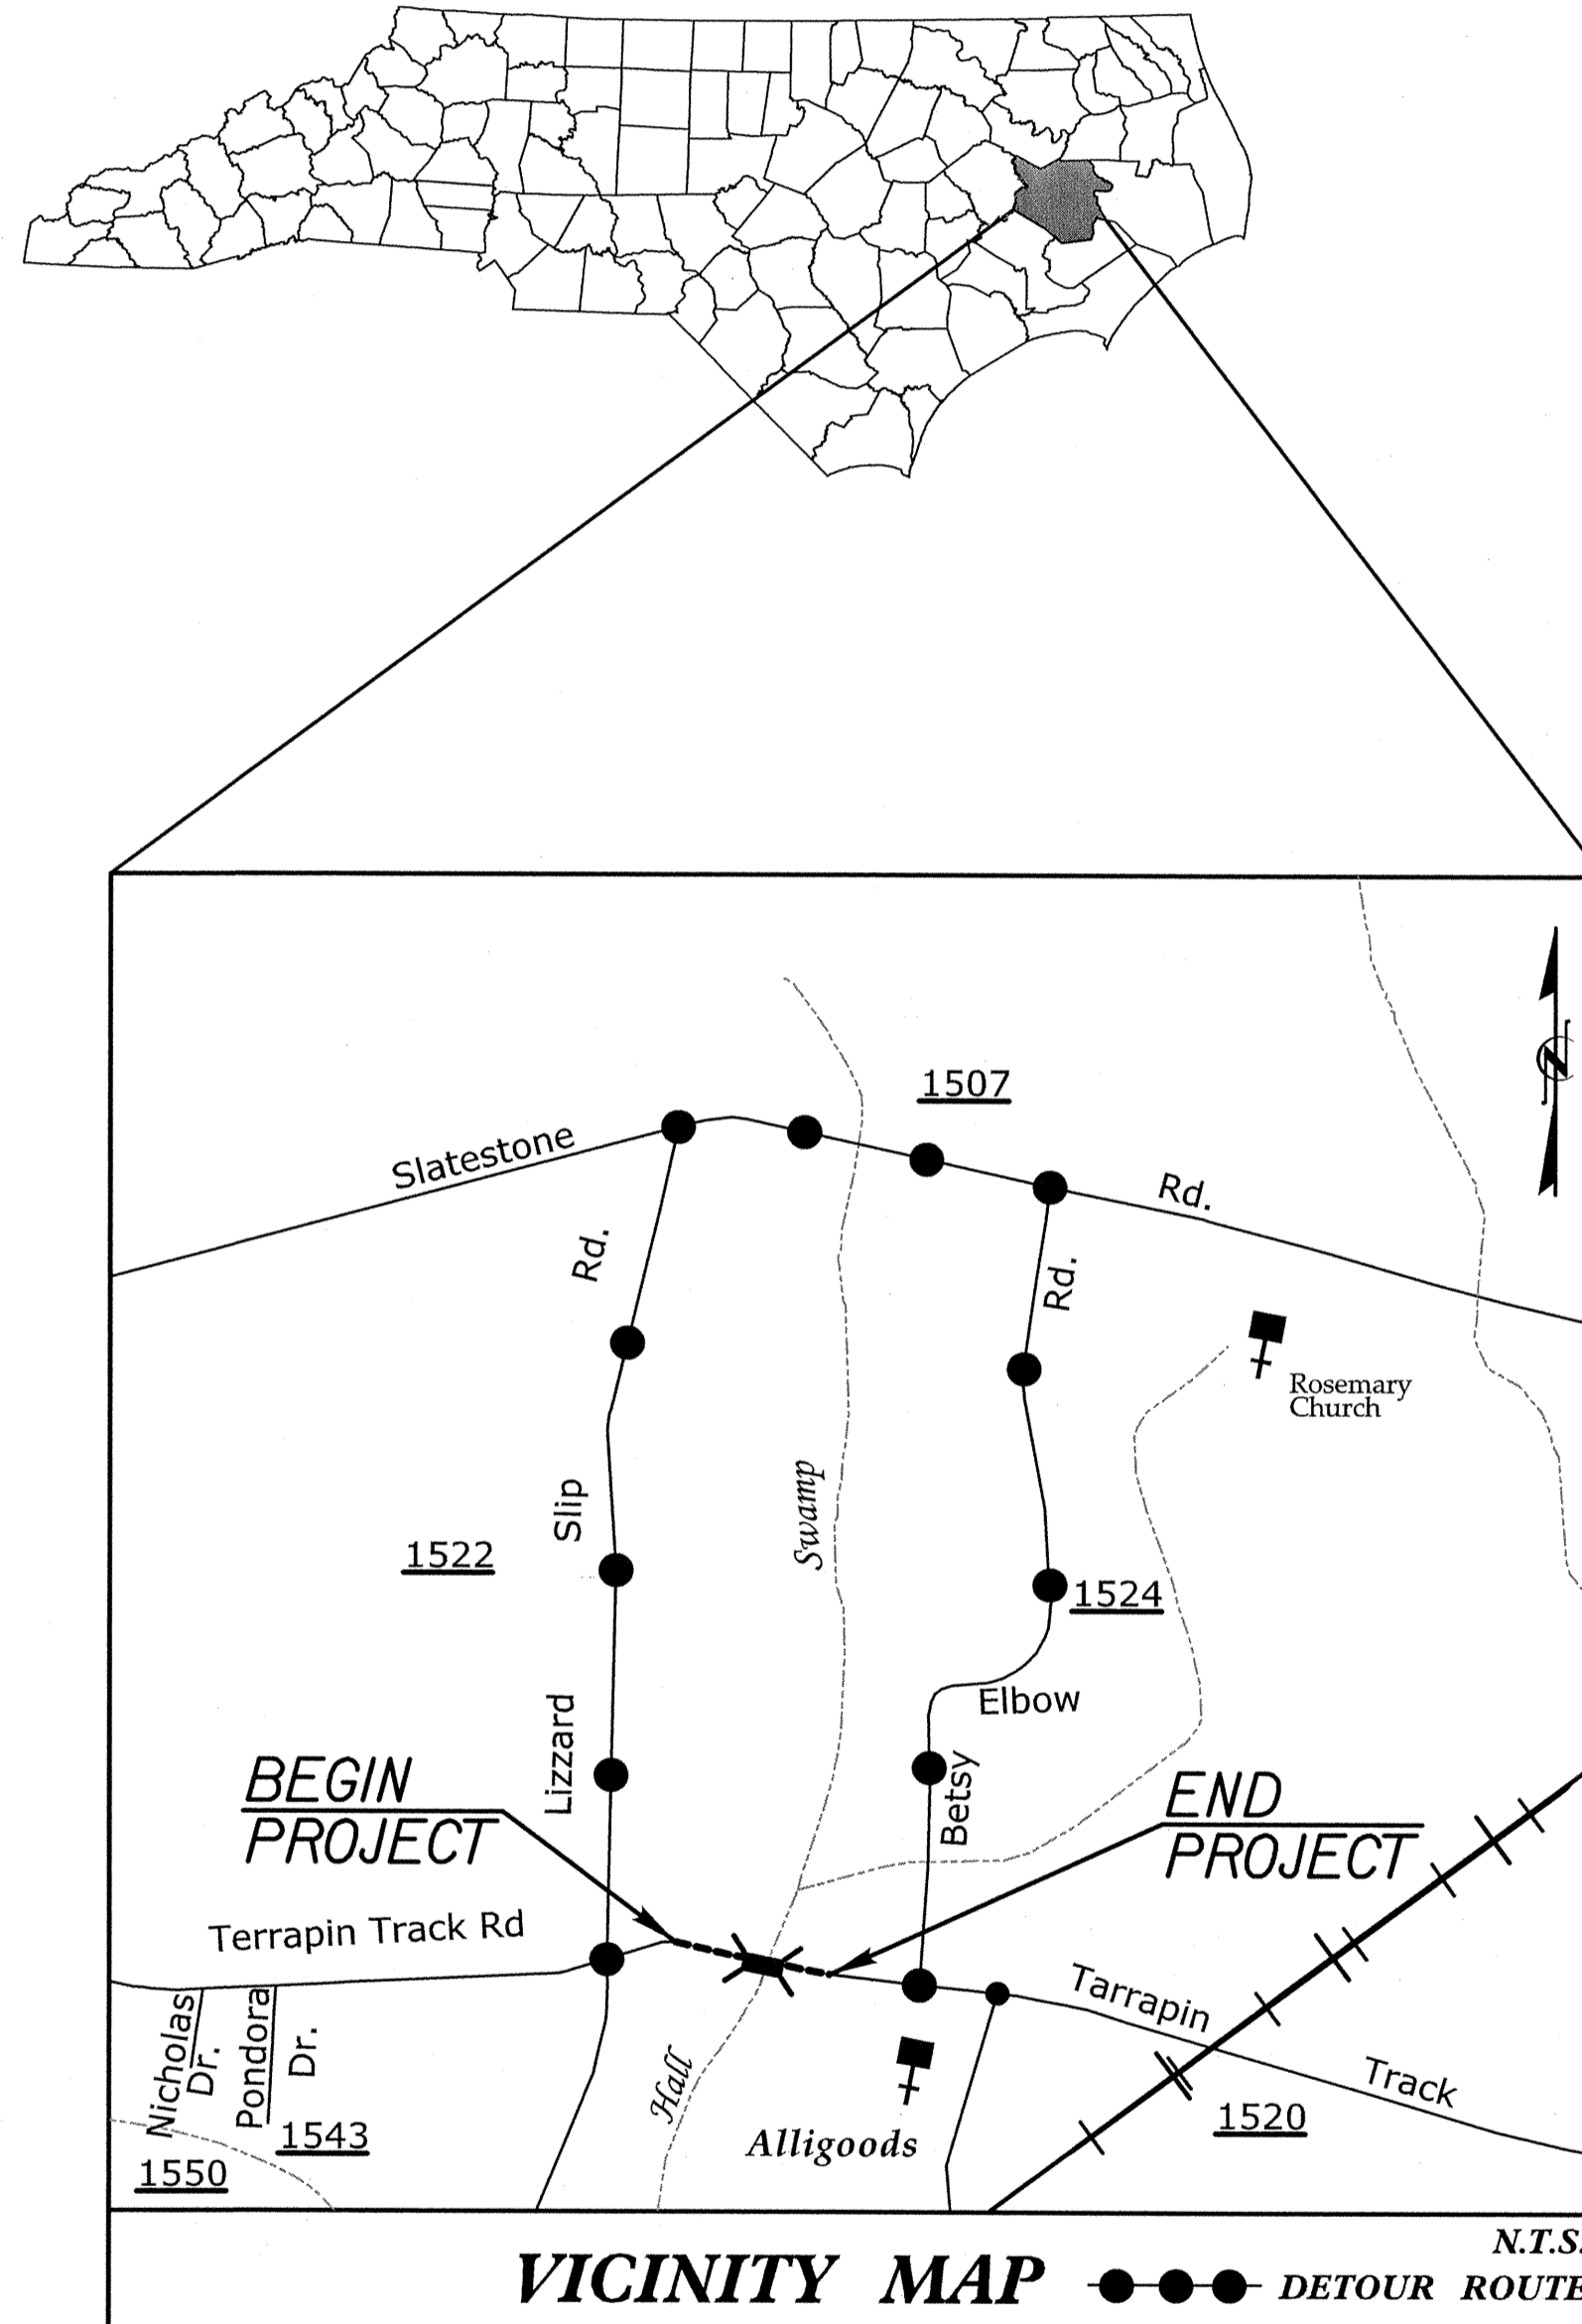 1507
N
Slatestone
Rd.
Rd.
Rd.
Rosemary
Church
Slip
Swamp
1522
1524
Elbow
Lizzard
Betsy
BEGIN
PROJECT
END
PROJECT
Terrapin Track Rd
Tarrapin
Track
Nicholas
Dr.
Pondora
Dr.
Hall
1543
1550
Alligoods
1520
N.T.S.
VICINITY MAP
DETOUR ROUTE